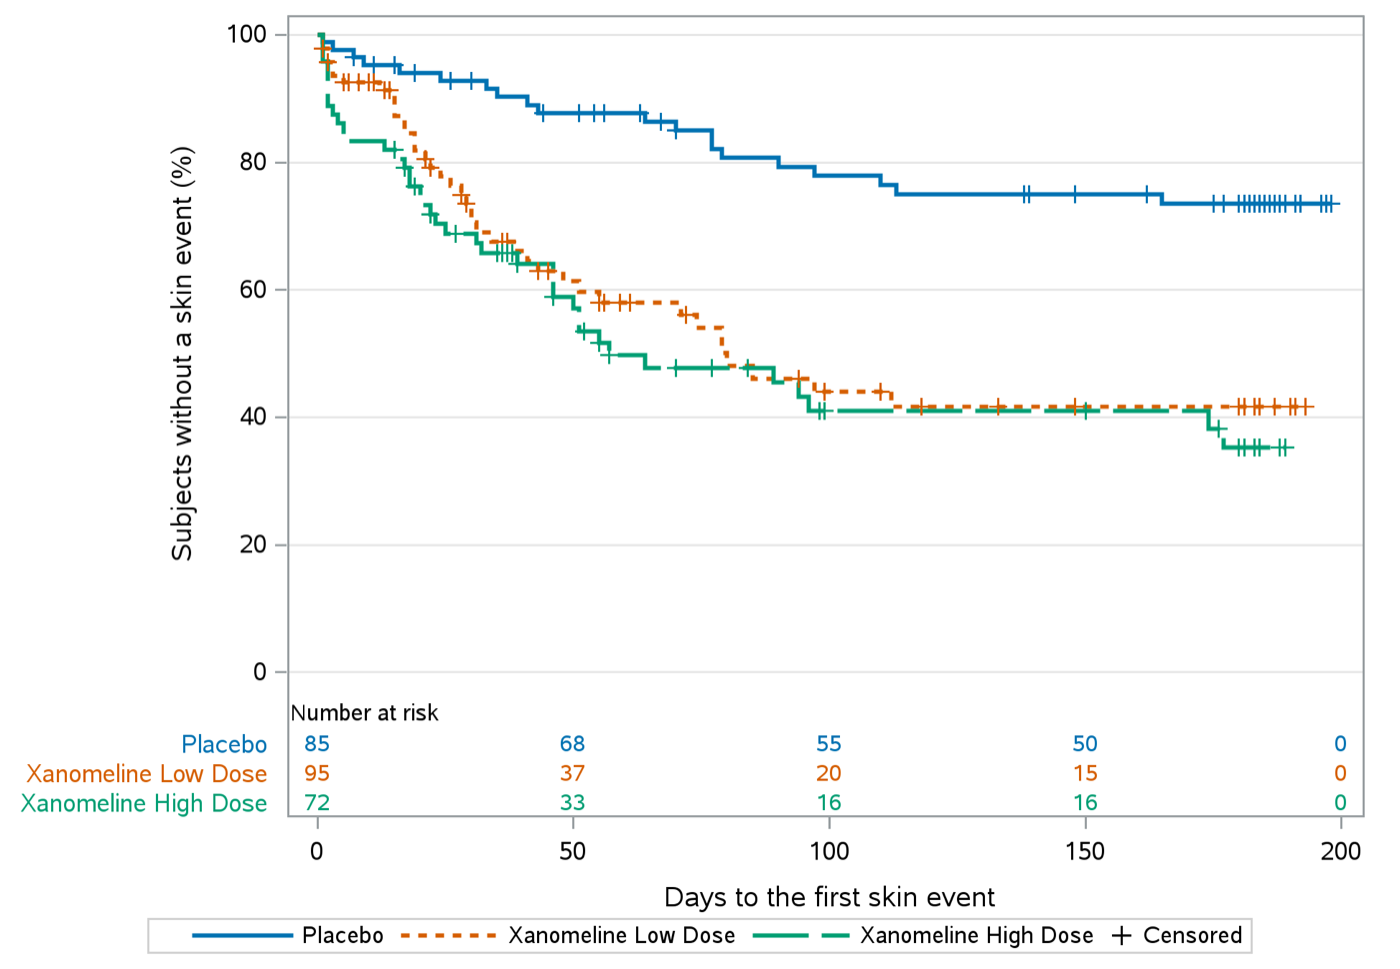 100
80
60
40
20
0
Subjects without a skin event (%)
Number at risk
Placebo 85 68 55 50 0
Xanomeline Low Dose 95 37 20 15 0
Xanomeline High Dose 72 33 16 16 0
0 50 100 150 200
Days to the first skin event
Placebo Xanomeline Low Dose Xanomeline High Dose + Censored